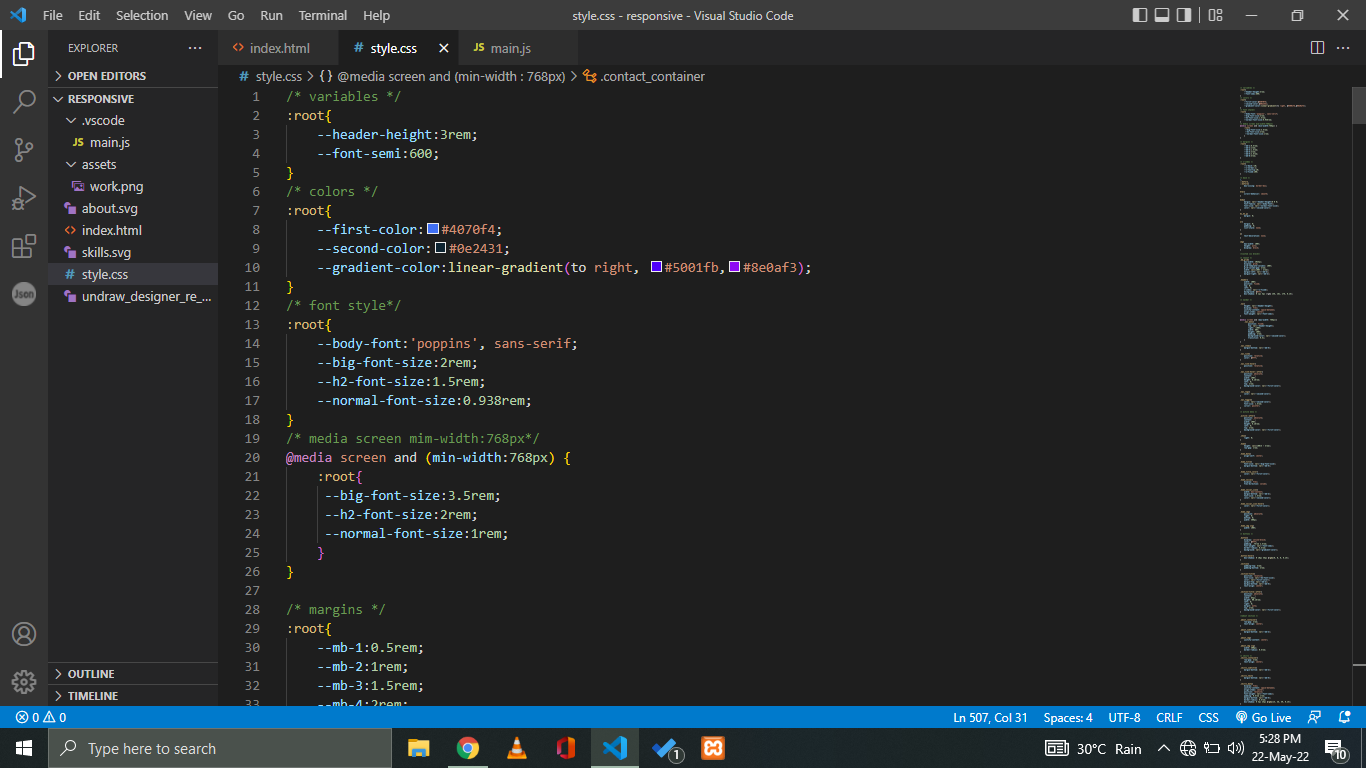 File Edit Selection View Go Run Terminal Help
style.css - responsive - Visual Studio Code
EXPLORER
OPEN EDITORS
RESPONSIVE
.vscode
JS main.js
assets
work.png
about.svg
<> index.html
skills.svg
# style.css
undraw_designer_re_...
OUTLINE
TIMELINE
Json
<> index.html
# style.css
JS main.js
# style.css > {} @media screen and (min-width : 768px) > .contact_container
1 /* variables */
2 :root{
3 --header-height:3rem;
4 --font-semi:600;
5 }
6 /* colors */
7 :root{
8 --first-color:#4070f4;
9 --second-color:#0e2431;
10 --gradient-color:linear-gradient(to right, #5001fb,#8e0af3);
11 }
12 /* font style*/
13 :root{
14 --body-font:'poppins', sans-serif;
15 --big-font-size:2rem;
16 --h2-font-size:1.5rem;
17 --normal-font-size:0.938rem;
18 }
19 /* media screen mim-width:768px*/
20 @media screen and (min-width:768px) {
21 :root{
22 --big-font-size:3.5rem;
23 --h2-font-size:2rem;
24 --normal-font-size:1rem;
25 }
26 }
27
28 /* margins */
29 :root{
30 --mb-1:0.5rem;
31 --mb-2:1rem;
32 --mb-3:1.5rem;
33 --mb-4:2rem;
0 0
Ln 507, Col 31 Spaces: 4 UTF-8 CRLF CSS Go Live
Type here to search
1
30°C Rain
5:28 PM
22-May-22
10